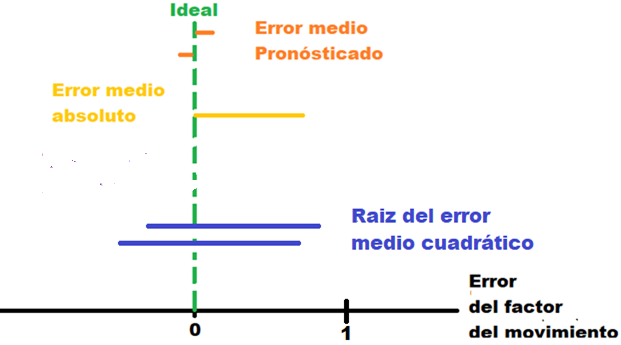 Ideal
Error medio
Pronósticado
Error medio
absoluto
Raiz del error
medio cuadrático
Error
del factor
del movimiento
0
1